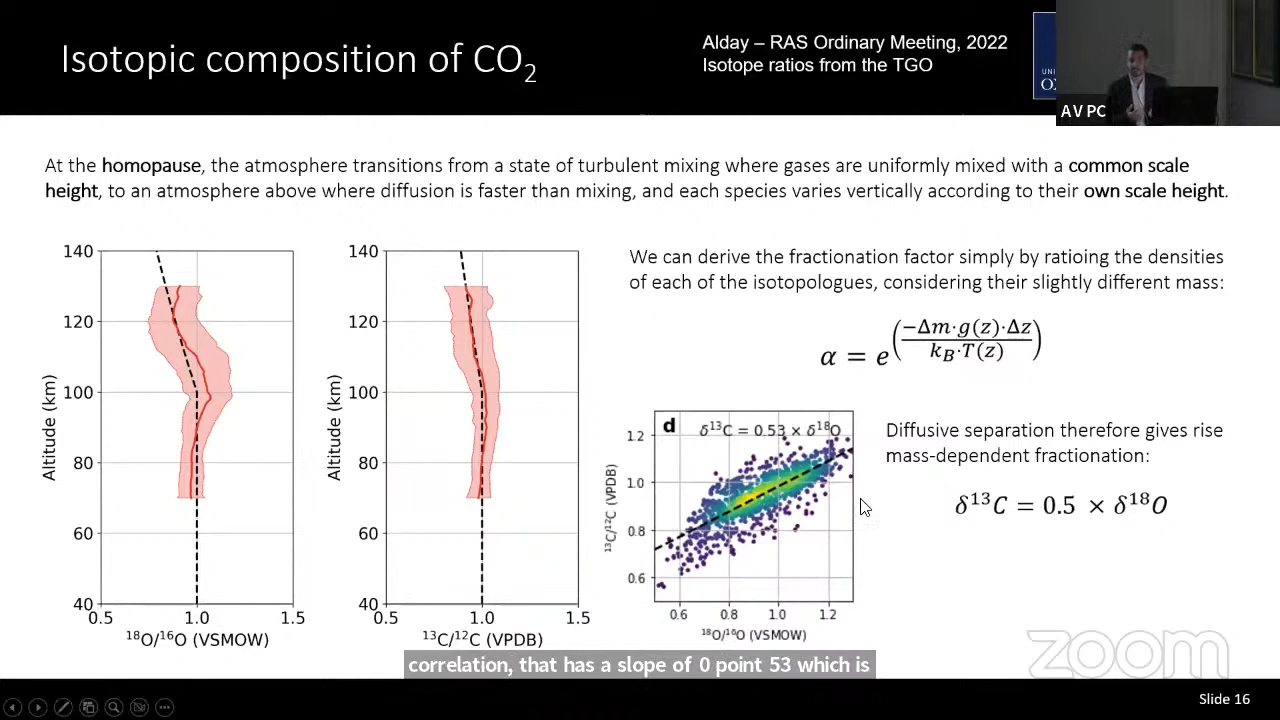 Isotopic composition of CO₂
Alday – RAS Ordinary Meeting, 2022
Isotope ratios from the TGO
UNI
OX
AV PC
At the homopause, the atmosphere transitions from a state of turbulent mixing where gases are uniformly mixed with a common scale
height, to an atmosphere above where diffusion is faster than mixing, and each species varies vertically according to their own scale height.
140
120
100
80
60
40
Altitude (km)
0.5 1.0 1.5
¹⁸O/¹⁶O (VSMOW)
140
120
100
80
60
40
Altitude (km)
0.5 1.0 1.5
¹³C/¹²C (VPDB)
We can derive the fractionation factor simply by ratioing the densities
of each of the isotopologues, considering their slightly different mass:
α = e^(−Δm·g(z)·Δz / k_B·T(z))
d
δ¹³C = 0.53 × δ¹⁸O
1.2
1.0
0.8
0.6
¹³C/¹²C (VPDB)
0.6 0.8 1.0 1.2
¹⁸O/¹⁶O (VSMOW)
Diffusive separation therefore gives rise
mass-dependent fractionation:
δ¹³C = 0.5 × δ¹⁸O
zoom
correlation, that has a slope of 0 point 53 which is
Slide 16